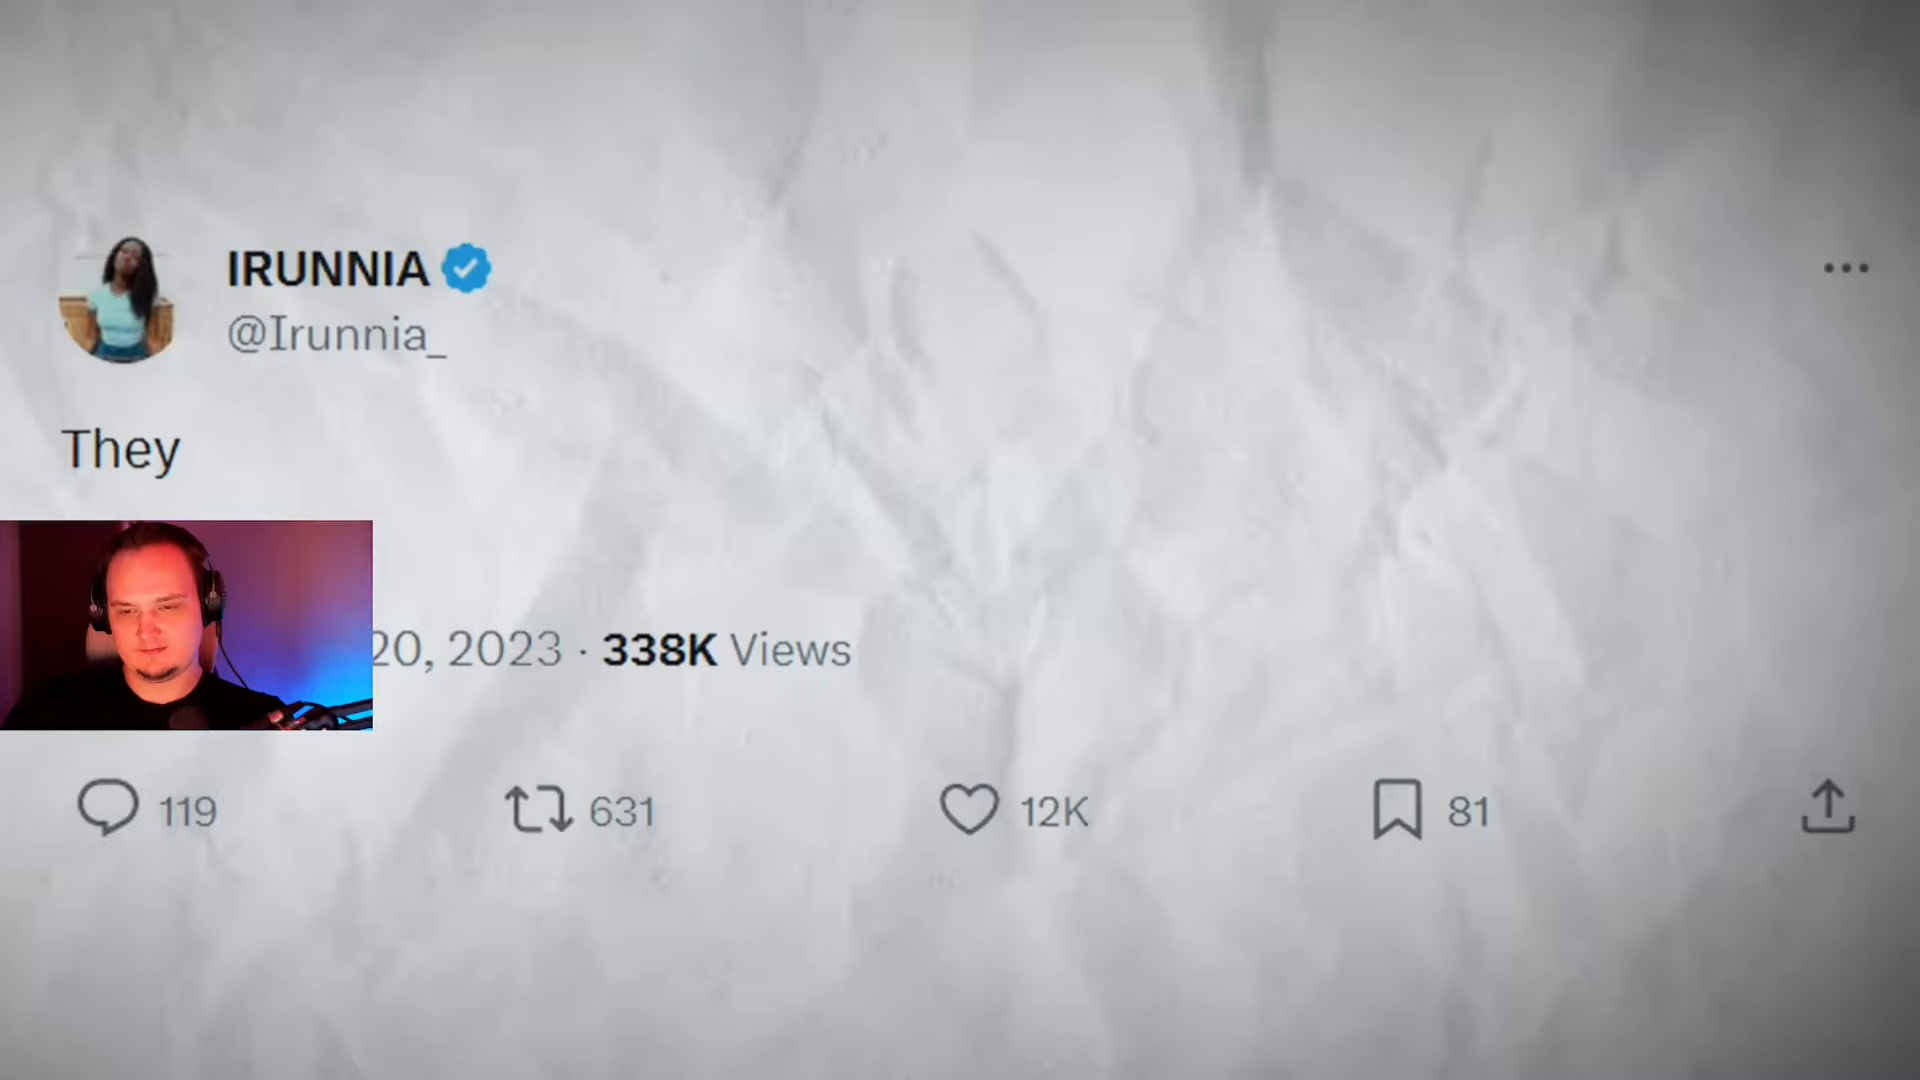 IRUNNIA
@Irunnia_
They
20, 2023 · 338K Views
119 631 12K 81